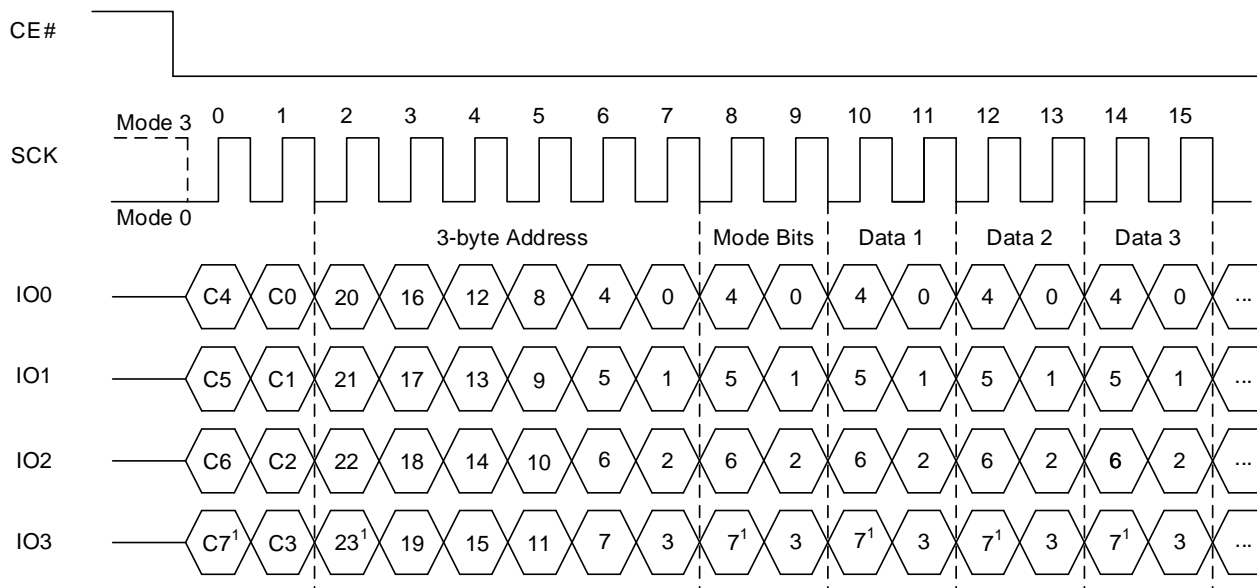 CE#
0 1 2 3 4 5 6 7 8 9 10 11 12 13 14 15
Mode 3
SCK
Mode 0
3-byte Address Mode Bits Data 1 Data 2 Data 3
IO0 C4 C0 20 16 12 8 4 0 4 0 4 0 4 0 4 0 ...
IO1 C5 C1 21 17 13 9 5 1 5 1 5 1 5 1 5 1 ...
IO2 C6 C2 22 18 14 10 6 2 6 2 6 2 6 2 6 2 ...
IO3 C7¹ C3 23¹ 19 15 11 7 3 7¹ 3 7¹ 3 7¹ 3 7¹ 3 ...